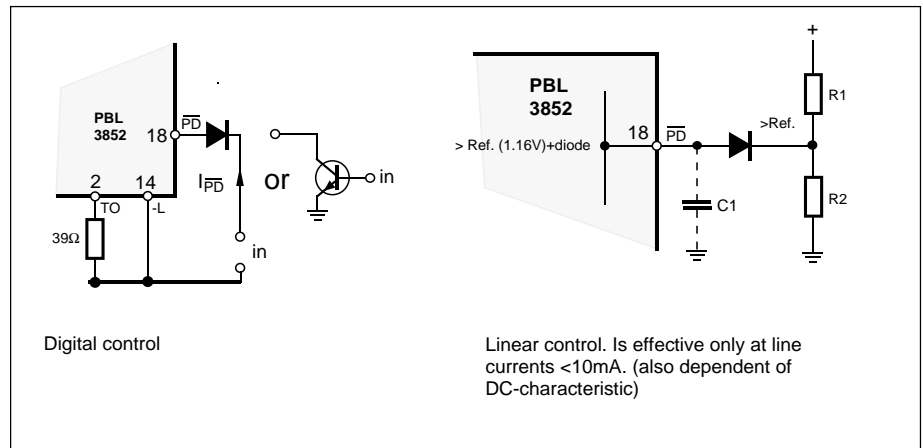 PBL
3852
18
PD
2
14
TO
-L
39Ω
IPD
or
in
in
Digital control
PBL
3852
18
PD
> Ref. (1.16V)+diode
>Ref.
+
R1
R2
C1
Linear control. Is effective only at line
currents <10mA. (also dependent of
DC-characteristic)